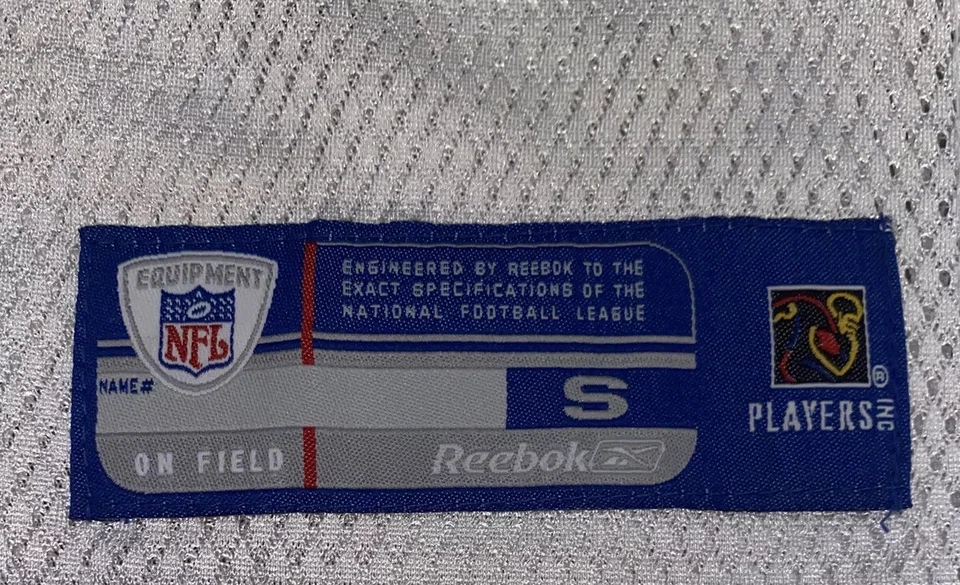 EQUIPMENT
NFL
ENGINEERED BY REEBOK TO THE
EXACT SPECIFICATIONS OF THE
NATIONAL FOOTBALL LEAGUE
NAME#
S
ON FIELD
Reebok
®
PLAYERS INC